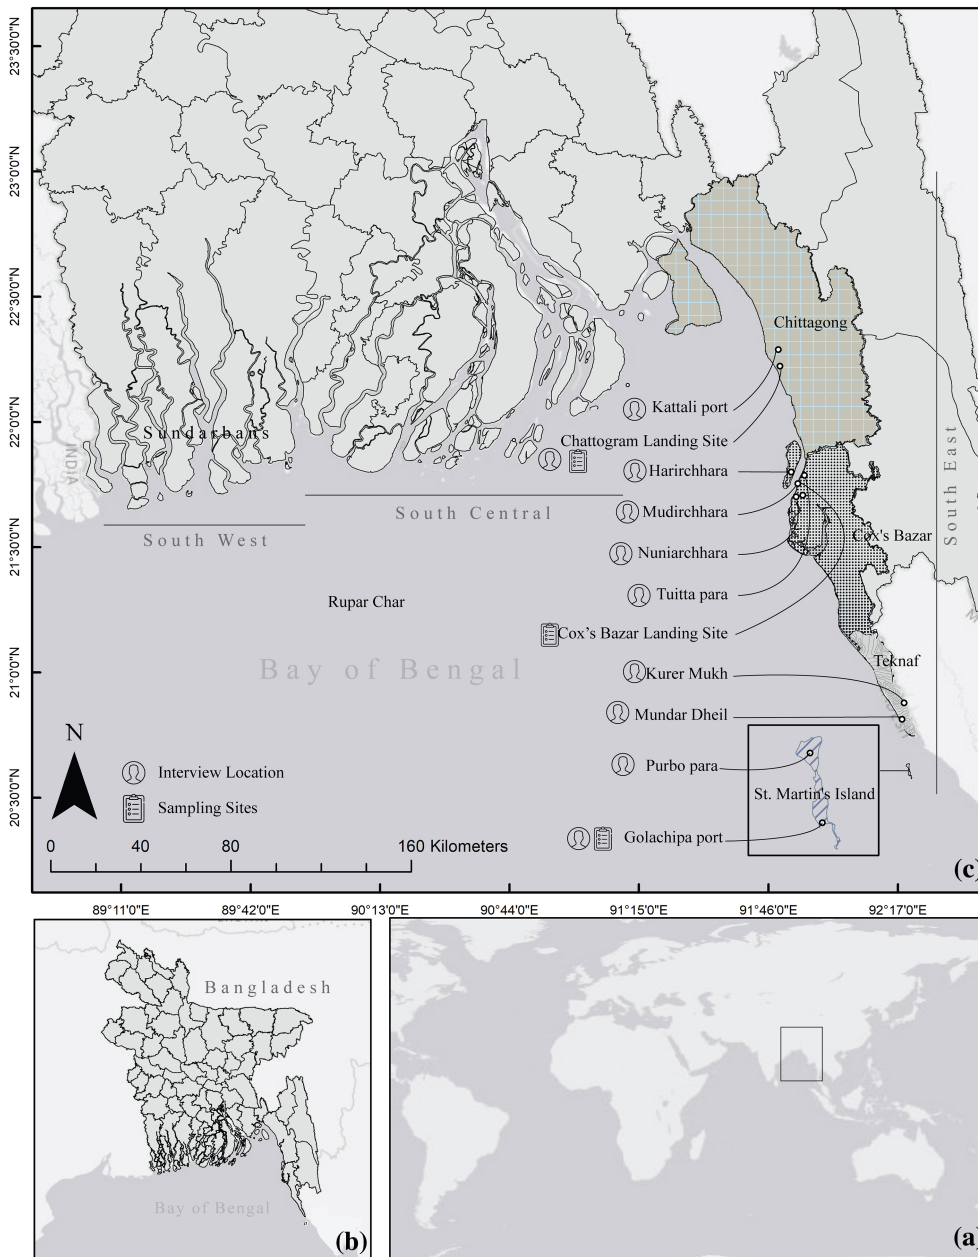 23°30'0"N
23°0'0"N
22°30'0"N
22°0'0"N
21°30'0"N
21°0'0"N
20°30'0"N
Chittagong
Kattali port
Chattogram Landing Site
Sundarbans
INDIA
Harirchhara
South Central
Mudirchhara
South West
Nuniarchhara
Cox's Bazar
South East
Tuitta para
Rupar Char
Cox's Bazar Landing Site
Bay of Bengal
Teknaf
Kurer Mukh
Mundar Dheil
N
Purbo para
Interview Location
St. Martin's Island
Sampling Sites
Golachipa port
0 40 80 160 Kilometers
(c)
89°11'0"E 89°42'0"E 90°13'0"E 90°44'0"E 91°15'0"E 91°46'0"E 92°17'0"E
Bangladesh
Bay of Bengal
(b)
(a)